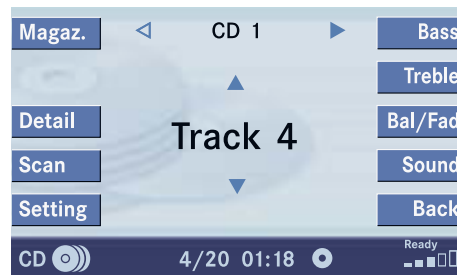 Magaz.
CD 1
Bass
Treble
Detail
Track 4
Bal/Fad
Scan
Sound
Setting
Back
CD
4/20 01:18
Ready